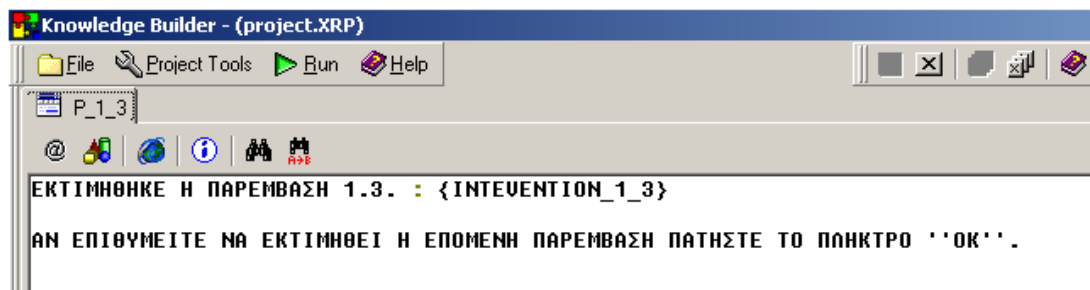 Knowledge Builder - (project.XRP)
File Project Tools Run Help
P_1_3
@ A→B
ΕΚΤΙΜΗΘΗΚΕ Η ΠΑΡΕΜΒΑΣΗ 1.3. : {INTEVENTION_1_3}
ΑΝ ΕΠΙΘΥΜΕΙΤΕ ΝΑ ΕΚΤΙΜΗΘΕΙ Η ΕΠΟΜΕΝΗ ΠΑΡΕΜΒΑΣΗ ΠΑΤΗΣΤΕ ΤΟ ΠΛΗΚΤΡΟ ''OK''.